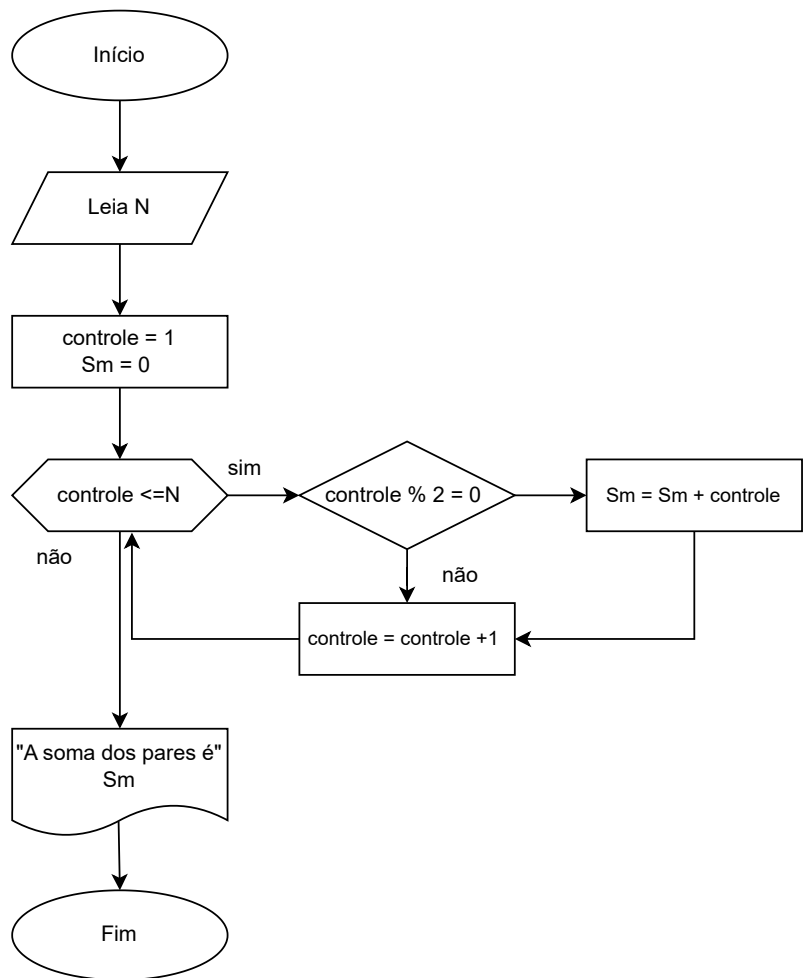 Início
Leia N
controle = 1
Sm = 0
controle <=N
sim
controle % 2 = 0
Sm = Sm + controle
não
não
controle = controle +1
"A soma dos pares é"
Sm
Fim